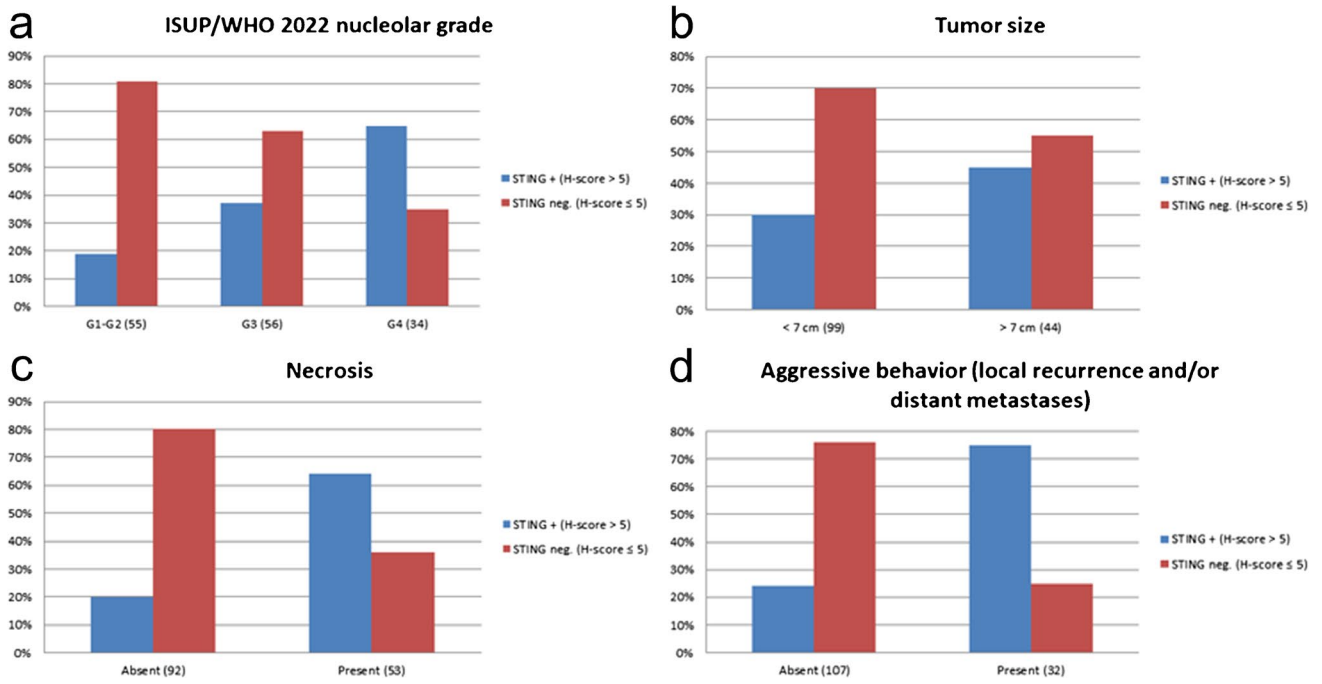 a
ISUP/WHO 2022 nucleolar grade
90%
80%
70%
60%
50%
40%
30%
20%
10%
0%
G1-G2 (55)
G3 (56)
G4 (34)
STING + (H-score > 5)
STING neg. (H-score ≤ 5)
b
Tumor size
80%
70%
60%
50%
40%
30%
20%
10%
0%
< 7 cm (99)
> 7 cm (44)
STING + (H-score > 5)
STING neg. (H-score ≤ 5)
c
Necrosis
90%
80%
70%
60%
50%
40%
30%
20%
10%
0%
Absent (92)
Present (53)
STING + (H-score > 5)
STING neg. (H-score ≤ 5)
d
Aggressive behavior (local recurrence and/or
distant metastases)
80%
70%
60%
50%
40%
30%
20%
10%
0%
Absent (107)
Present (32)
STING + (H-score > 5)
STING neg. (H-score ≤ 5)